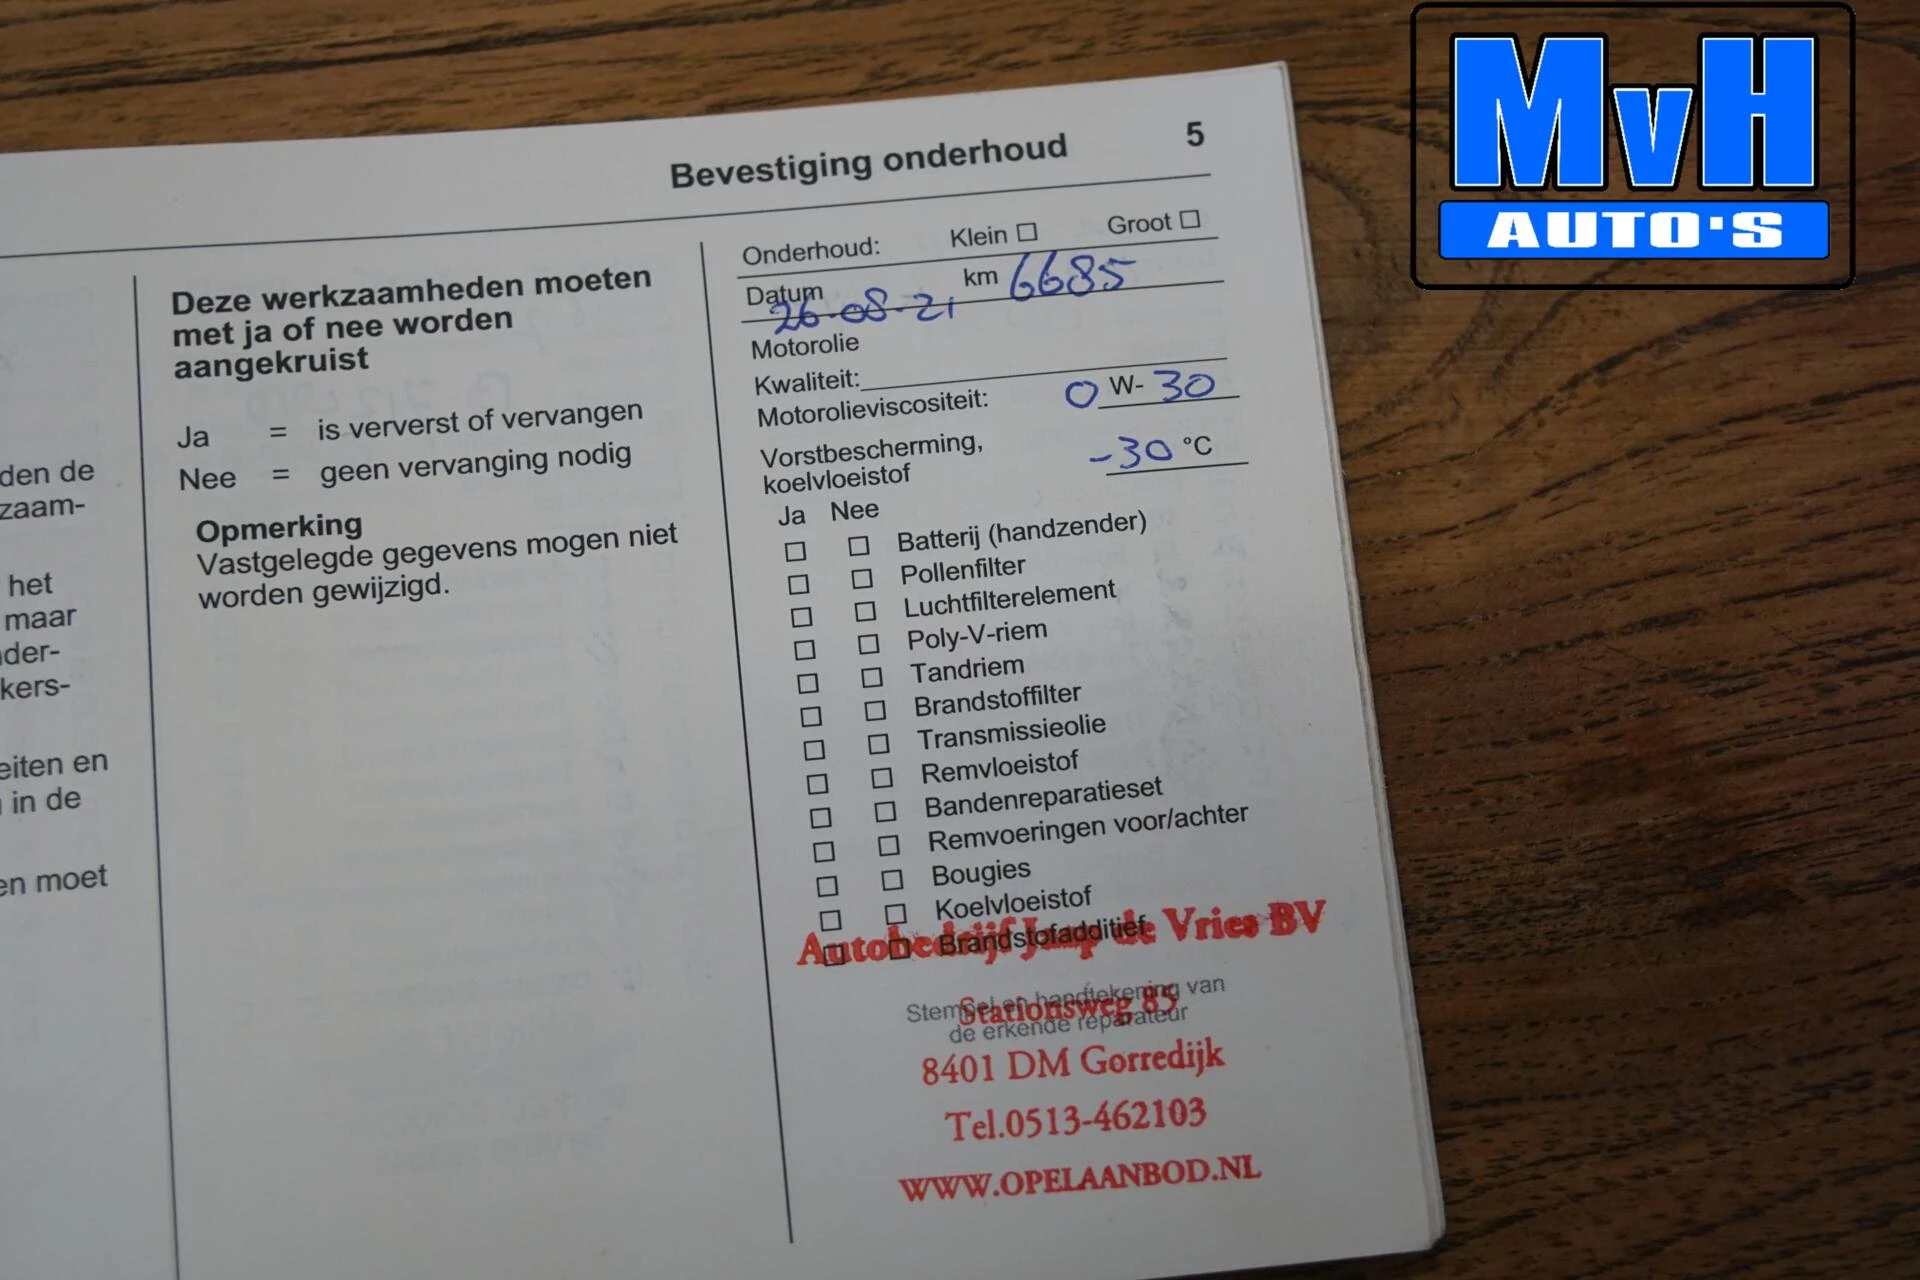 MvH
AUTO'S
Bevestiging onderhoud 5
den de
zaam-
het
maar
kers-
eiten en
in de
en moet
Deze werkzaamheden moeten
met ja of nee worden
aangekruist
Ja = is ververst of vervangen
Nee = geen vervanging nodig
Opmerking
Vastgelegde gegevens mogen niet
worden gewijzigd.
Onderhoud: Klein ☐ Groot ☐
Datum 26-08-21 km 6685
Motorolie
Kwaliteit:
Motorolieviscositeit: 0 W- 30
Vorstbescherming,
koelvloeistof -30 °C
Ja Nee
☐ ☐ Batterij (handzender)
☐ ☐ Pollenfilter
☐ ☐ Luchtfilterelement
☐ ☐ Poly-V-riem
☐ ☐ Tandriem
☐ ☐ Brandstoffilter
☐ ☐ Transmissieolie
☐ ☐ Remvloeistof
☐ ☐ Bandenreparatieset
☐ ☐ Remvoeringen voor/achter
☐ ☐ Bougies
☐ ☐ Koelvloeistof
☐ ☐ Brandstofadditief
Autobedrijf Jaap de Vries BV
Stempel en handtekening van
de erkende reparateur
Stationsweg 85
8401 DM Gorredijk
Tel.0513-462103
WWW.OPELAANBOD.NL